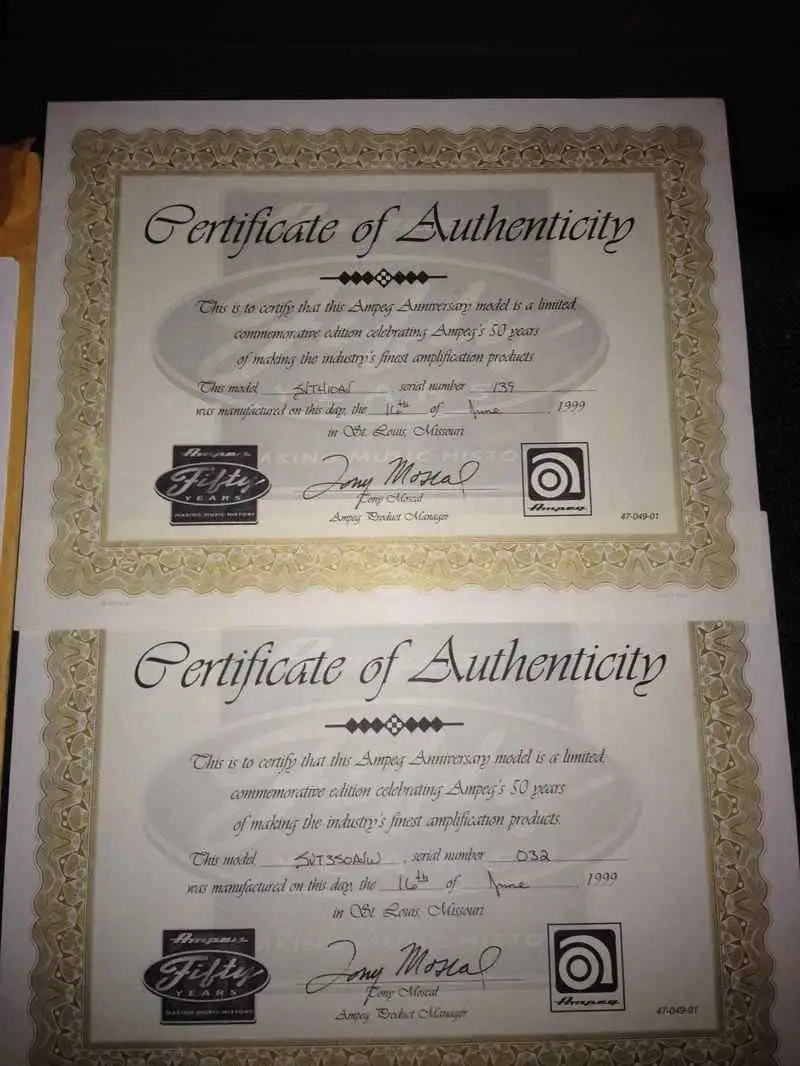 Certificate of Authenticity
This is to certify that this Ampeg Anniversary model is a limited,
commemorative edition celebrating Ampeg's 50 years
of making the industry's finest amplification products
This model SVT410AV serial number 139
was manufactured on this day, the 16th of June, 1999
in St. Louis, Missouri.
Ampeg
Fifty
YEARS
MAKING MUSIC HISTORY
Tony Moscal
Tony Moscal
Ampeg Product Manager
Ampeg
47-049-01
Certificate of Authenticity
This is to certify that this Ampeg Anniversary model is a limited,
commemorative edition celebrating Ampeg's 50 years
of making the industry's finest amplification products.
This model SVT350AVW, serial number 032
was manufactured on this day, the 16th of June, 1999
in St. Louis, Missouri.
Fifty
YEARS
MAKING MUSIC HISTORY
Tony Moscal
Tony Moscal
Ampeg Product Manager
Ampeg
47-049-01